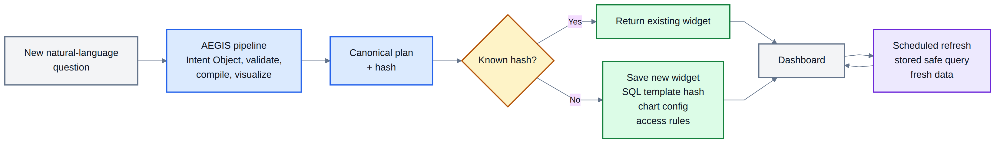 New natural-language
question
AEGIS pipeline
Intent Object, validate,
compile, visualize
Canonical plan
+ hash
Known hash?
Yes
Return existing widget
No
Save new widget
SQL template hash
chart config
access rules
Dashboard
Scheduled refresh
stored safe query
fresh data